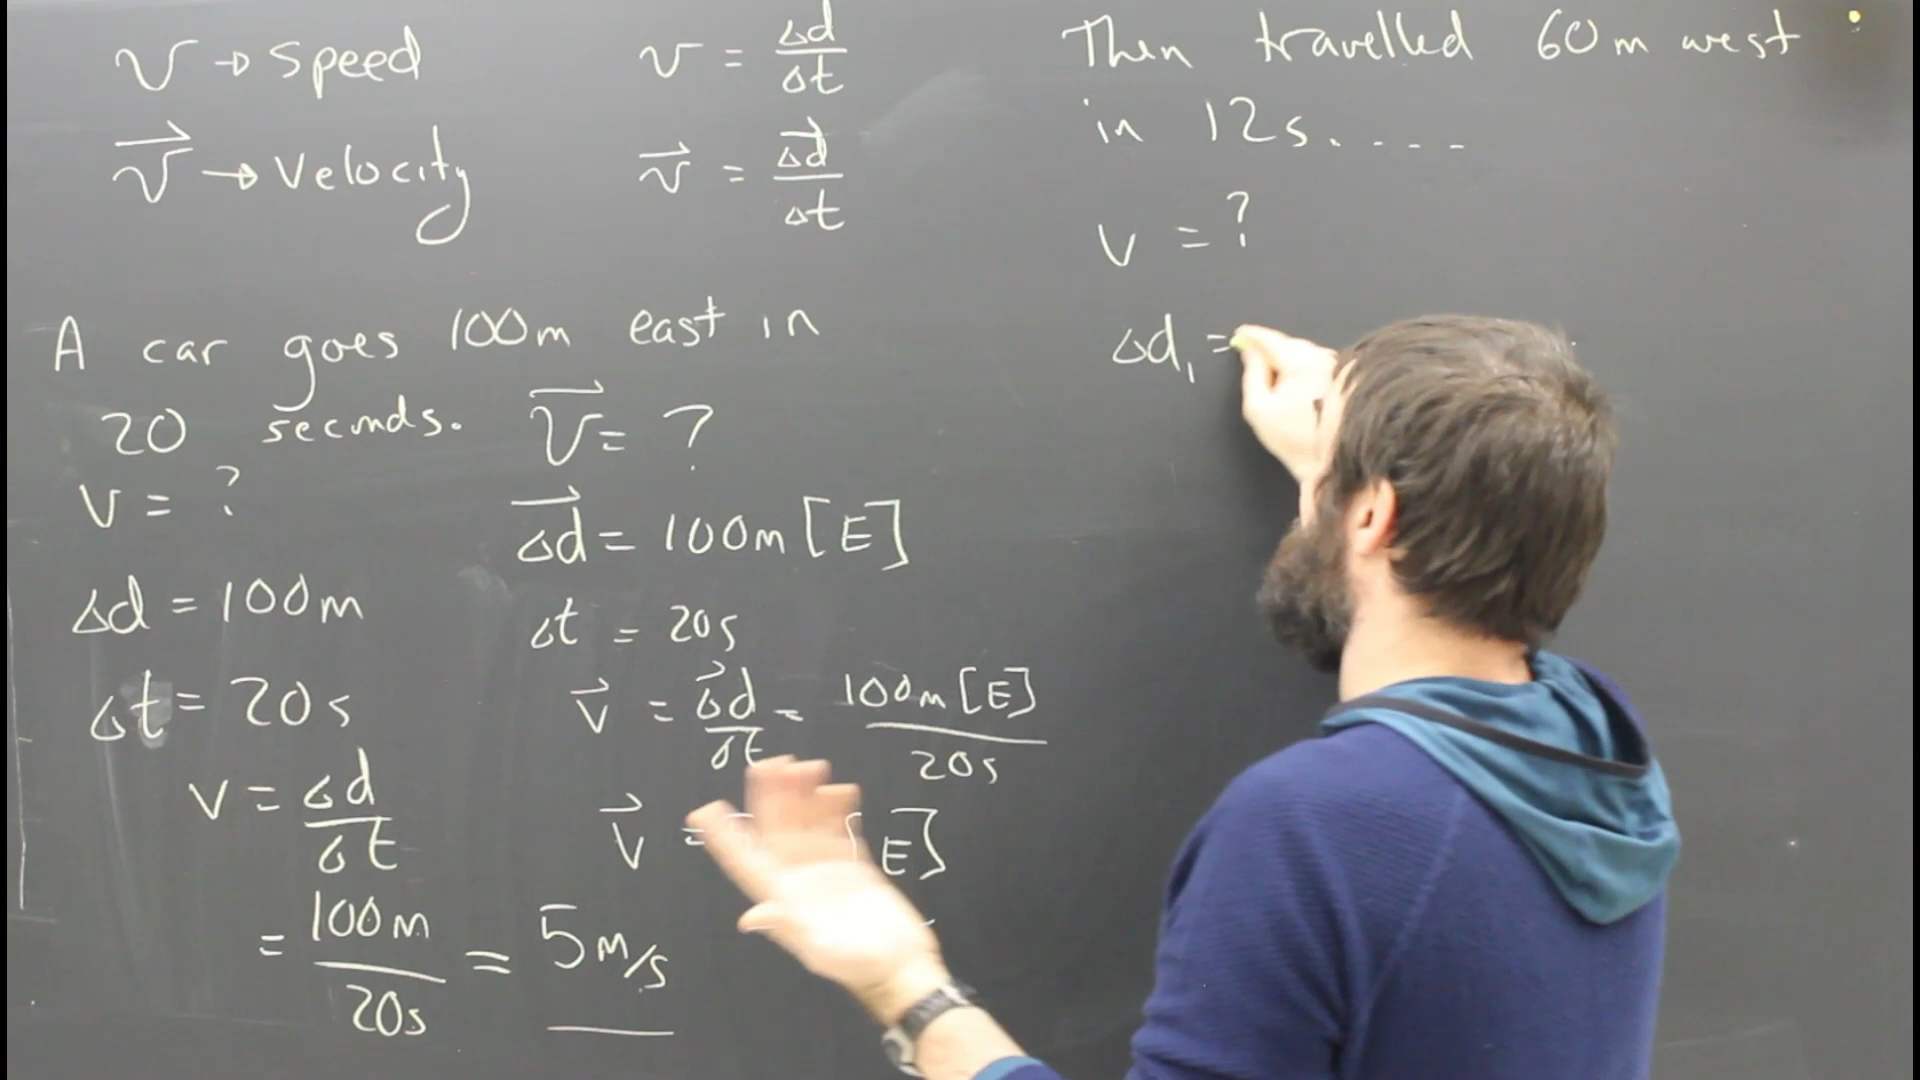 v → Speed
v = Δd/Δt
v⃗ → Velocity
v⃗ = Δd⃗/Δt
A car goes 100m east in
20 seconds.
v = ?
Δd = 100m
Δt = 20s
v = Δd/Δt
= 100m/20s = 5m/s
v⃗ = ?
Δd⃗ = 100m [E]
Δt = 20s
v⃗ = Δd⃗/Δt = 100m [E]/20s
v⃗ = [E]
Then travelled 60m west
in 12s.....
v = ?
Δd₁ =